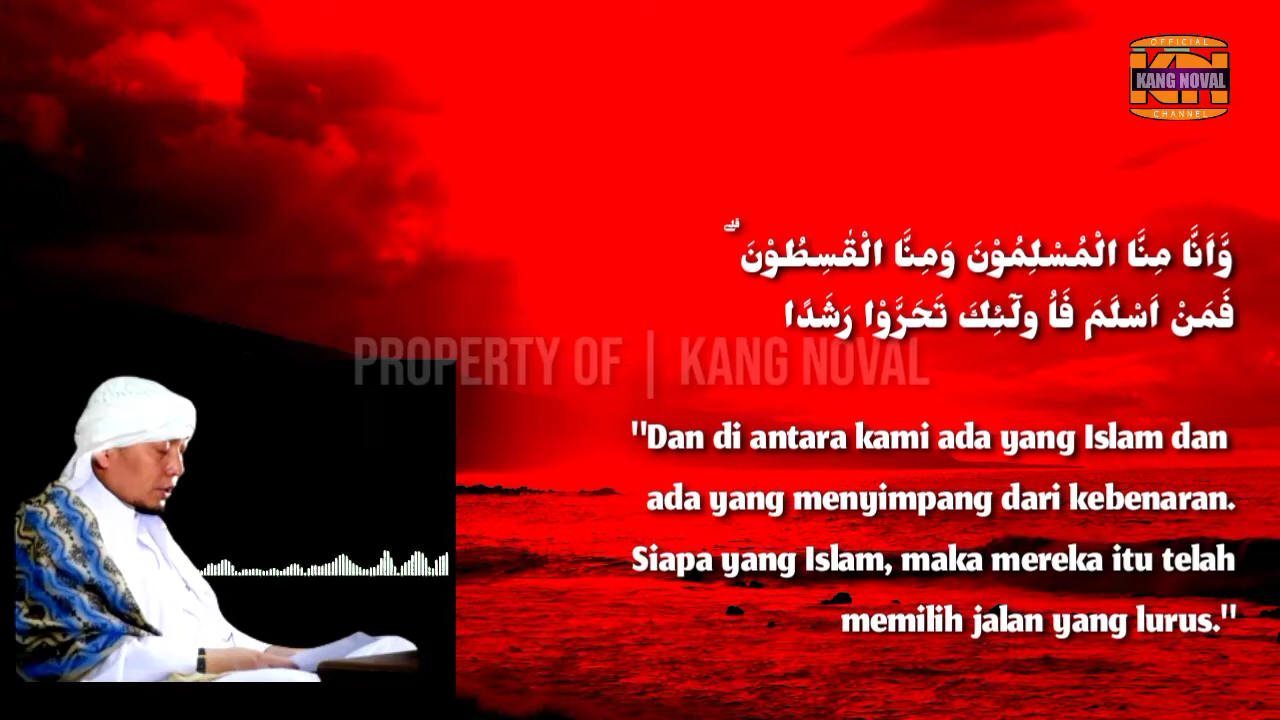 OFFICIAL
KN
KANG NOVAL
CHANNEL
وَّاَنَّا مِنَّا الْمُسْلِمُوْنَ وَمِنَّا الْقٰسِطُوْنَ ۗ
فَمَنْ اَسْلَمَ فَاُ ولٰۤئِكَ تَحَرَّوْا رَشَدًا
PROPERTY OF | KANG NOVAL
"Dan di antara kami ada yang Islam dan
ada yang menyimpang dari kebenaran.
Siapa yang Islam, maka mereka itu telah
memilih jalan yang lurus."